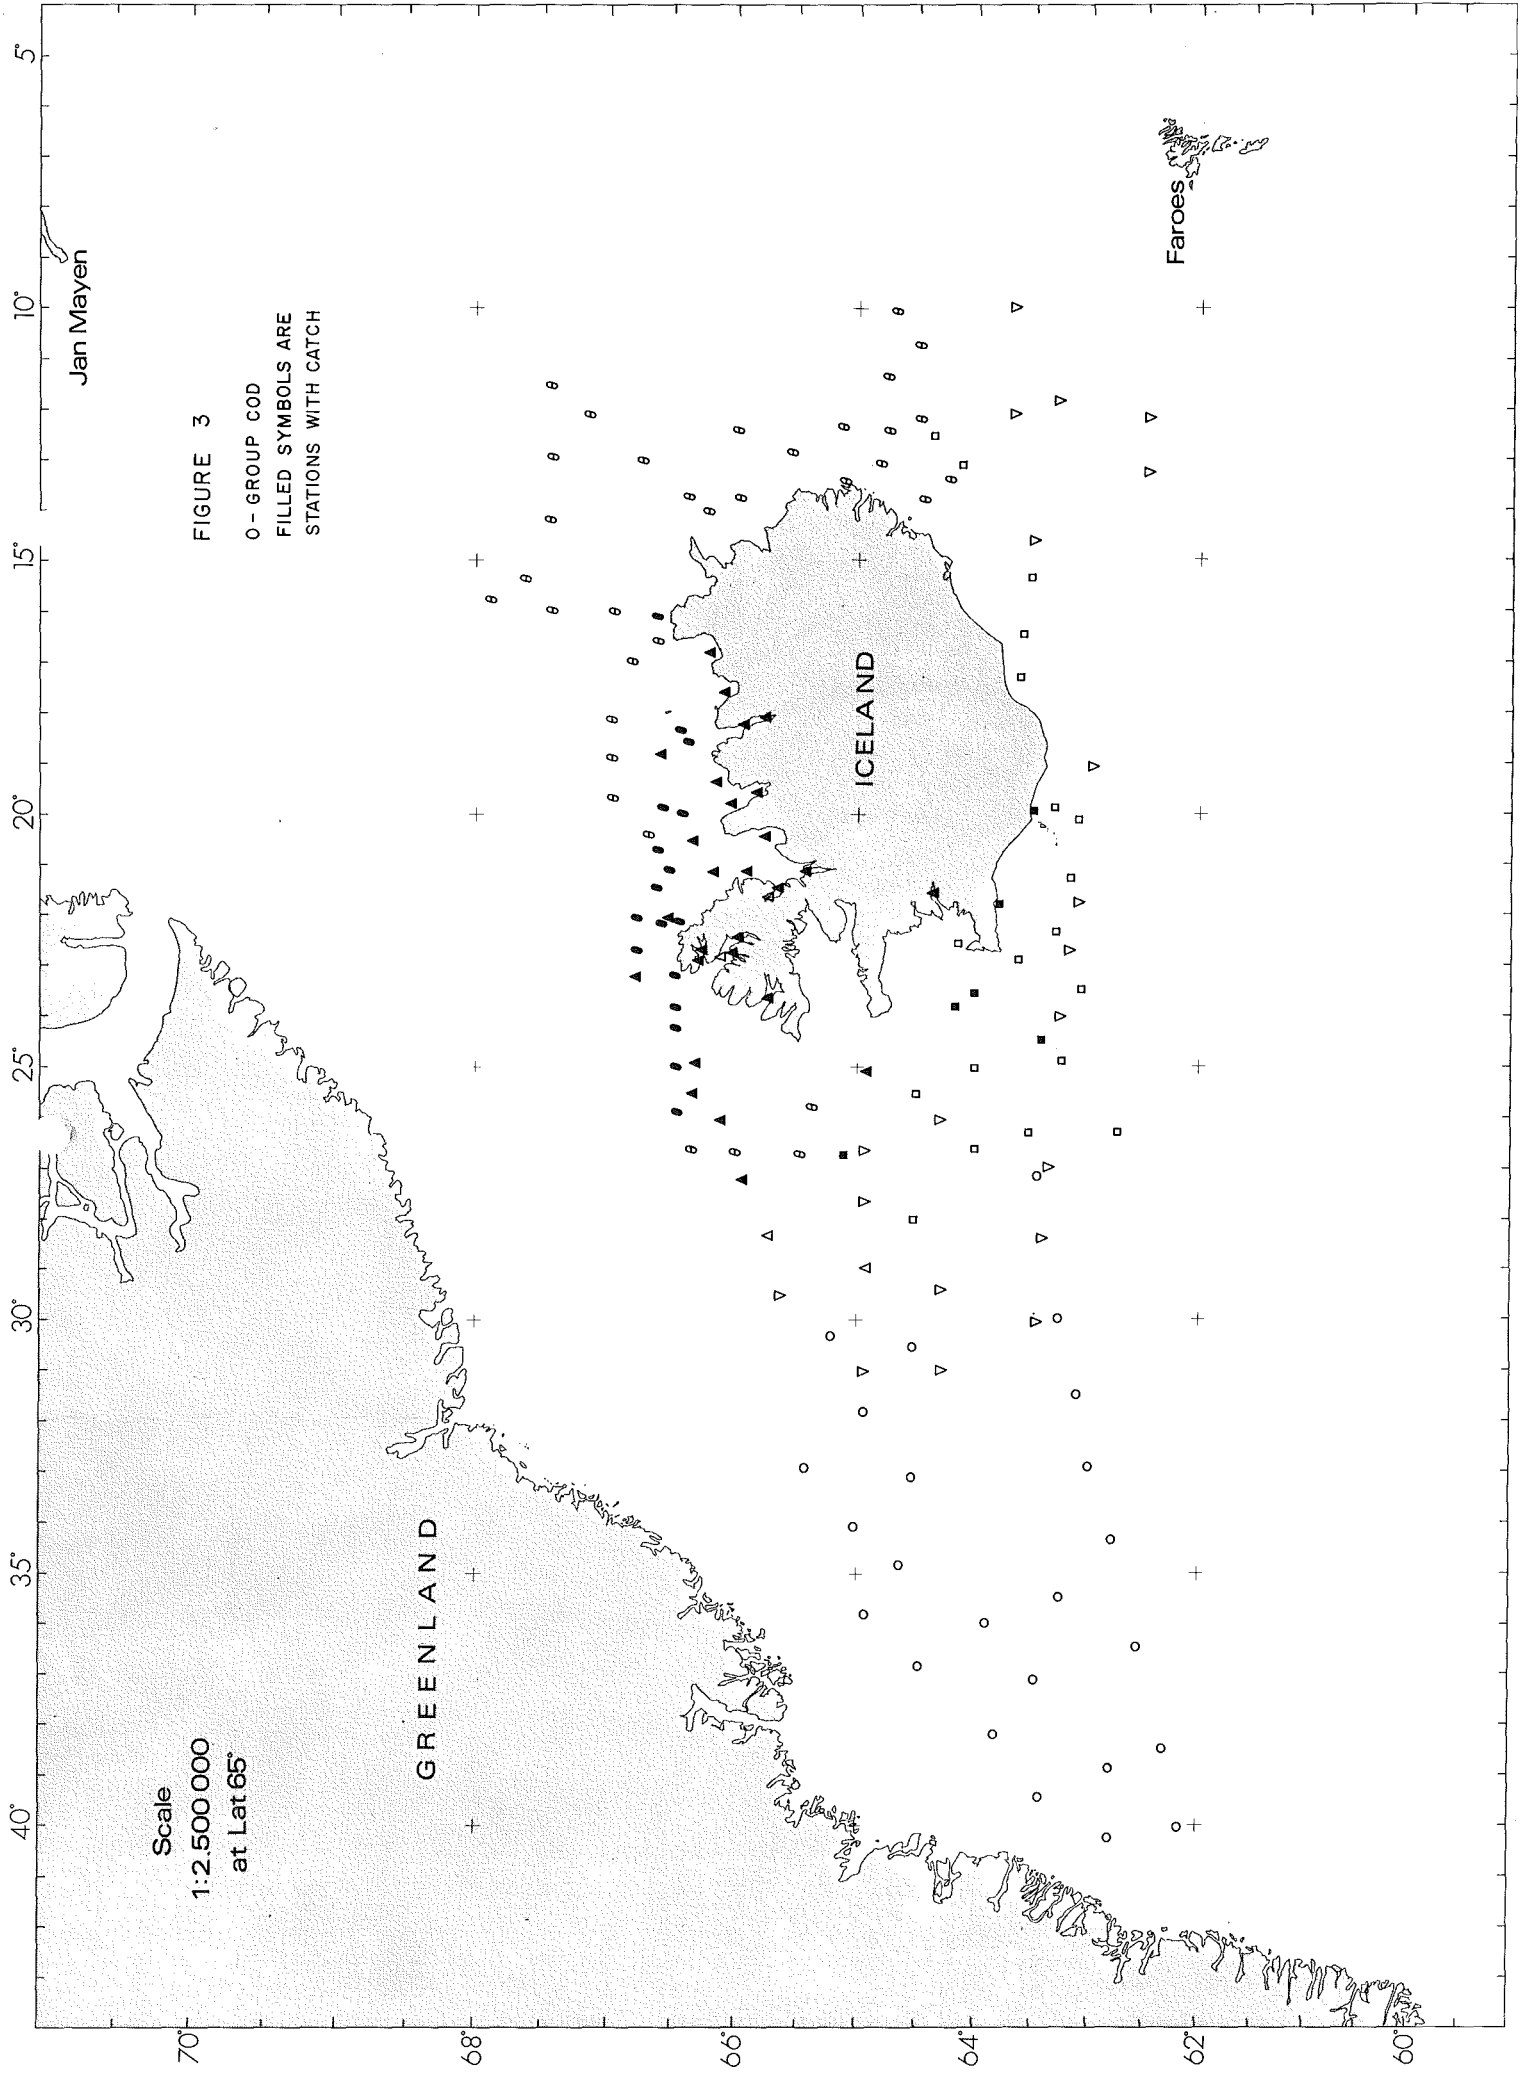 FIGURE 3
O-GROUP COD
FILLED SYMBOLS ARE
STATIONS WITH CATCH
Jan Mayen
Faroes
ICELAND
GREENLAND
Scale
1:2.500 000
at Lat 65°
40°
35°
30°
25°
20°
15°
10°
5°
70°
68°
66°
64°
62°
60°